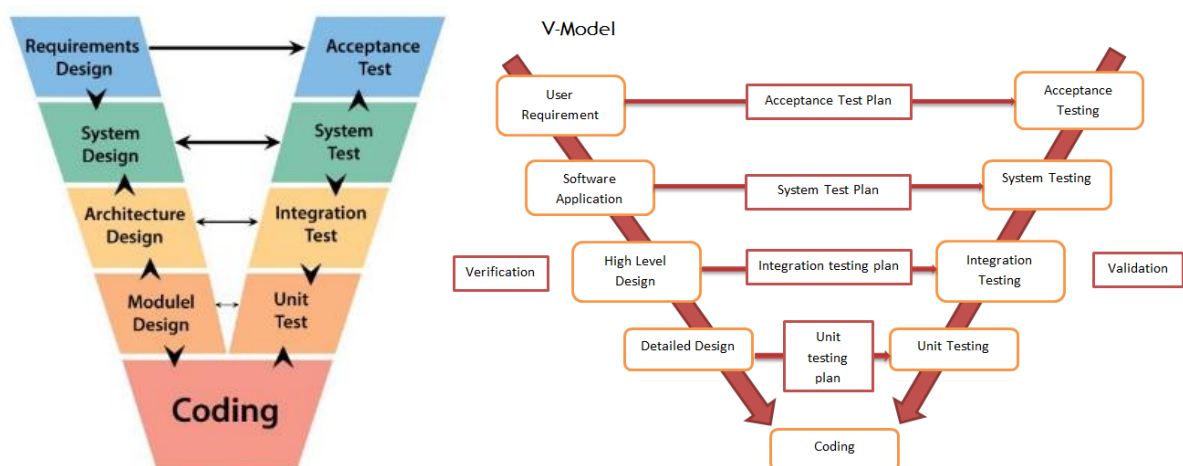 Requirements
Design
Acceptance
Test
System
Design
System
Test
Architecture
Design
Integration
Test
Modulel
Design
Unit
Test
Coding
V-Model
User
Requirement
Acceptance Test Plan
Acceptance
Testing
Software
Application
System Test Plan
System Testing
Verification
High Level
Design
Integration testing plan
Integration
Testing
Validation
Detailed Design
Unit
testing
plan
Unit Testing
Coding